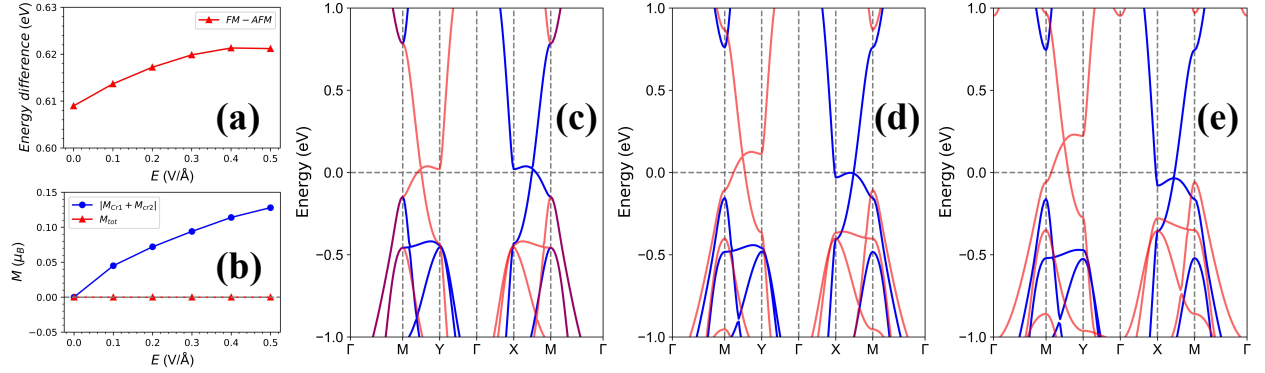 0.63
0.62
0.61
0.60
Energy difference (eV)
FM − AFM
(a)
0.0 0.1 0.2 0.3 0.4 0.5
E (V/Å)
0.15
0.10
0.05
0.00
−0.05
M (μB)
|MCr1 + Mcr2|
Mtot
(b)
0.0 0.1 0.2 0.3 0.4 0.5
E (V/Å)
1.0
0.5
0.0
−0.5
−1.0
Energy (eV)
(c)
Γ M Y Γ X M Γ
1.0
0.5
0.0
−0.5
−1.0
Energy (eV)
(d)
Γ M Y Γ X M Γ
1.0
0.5
0.0
−0.5
−1.0
Energy (eV)
(e)
Γ M Y Γ X M Γ